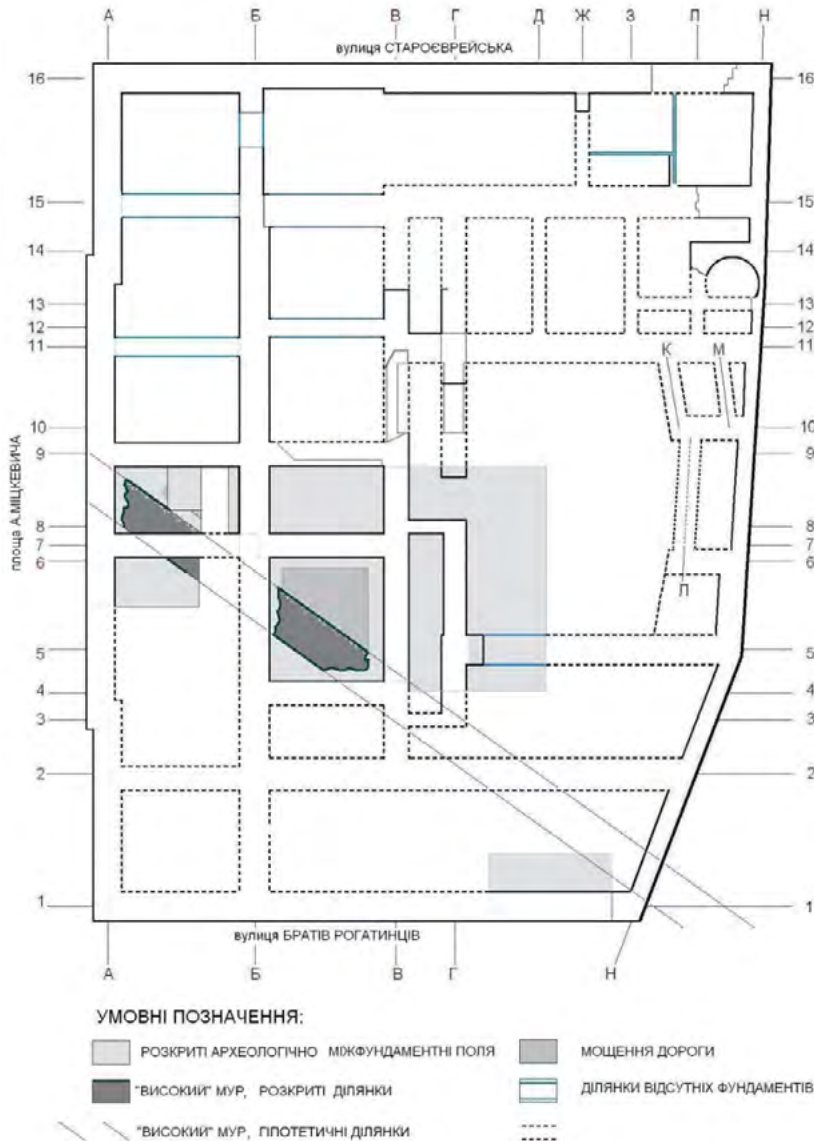 А Б В Г Д Ж З Л Н
вулиця СТАРОЄВРЕЙСЬКА
16 16
15 15
14 14
13 13
12 12
11 11
К М
10 10
9 9
площа А.МІЦКЕВИЧА
8 8
7 7
6 6
П
5 5
4 4
3 3
2 2
1 1
вулиця БРАТІВ РОГАТИНЦІВ
А Б В Г Н
УМОВНІ ПОЗНАЧЕННЯ:
РОЗКРИТІ АРХЕОЛОГІЧНО МІЖФУНДАМЕНТНІ ПОЛЯ
МОЩЕННЯ ДОРОГИ
"ВИСОКИЙ" МУР, РОЗКРИТІ ДІЛЯНКИ
ДІЛЯНКИ ВІДСУТНІХ ФУНДАМЕНТІВ
"ВИСОКИЙ" МУР, ГІПОТЕТИЧНІ ДІЛЯНКИ